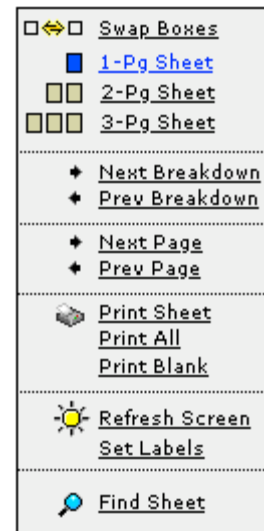 Swap Boxes
1-Pg Sheet
2-Pg Sheet
3-Pg Sheet
Next Breakdown
Prev Breakdown
Next Page
Prev Page
Print Sheet
Print All
Print Blank
Refresh Screen
Set Labels
Find Sheet